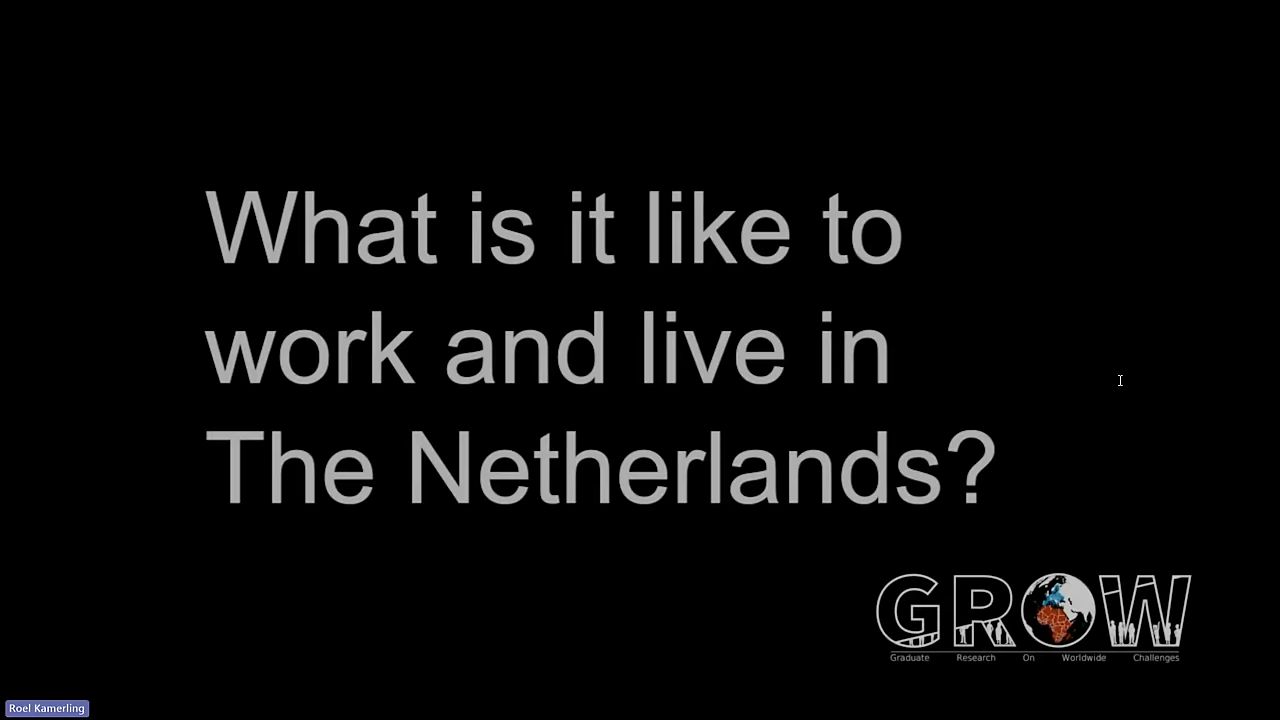 What is it like to
work and live in
The Netherlands?
GROW
Graduate Research On Worldwide Challenges
Roel Kamerling